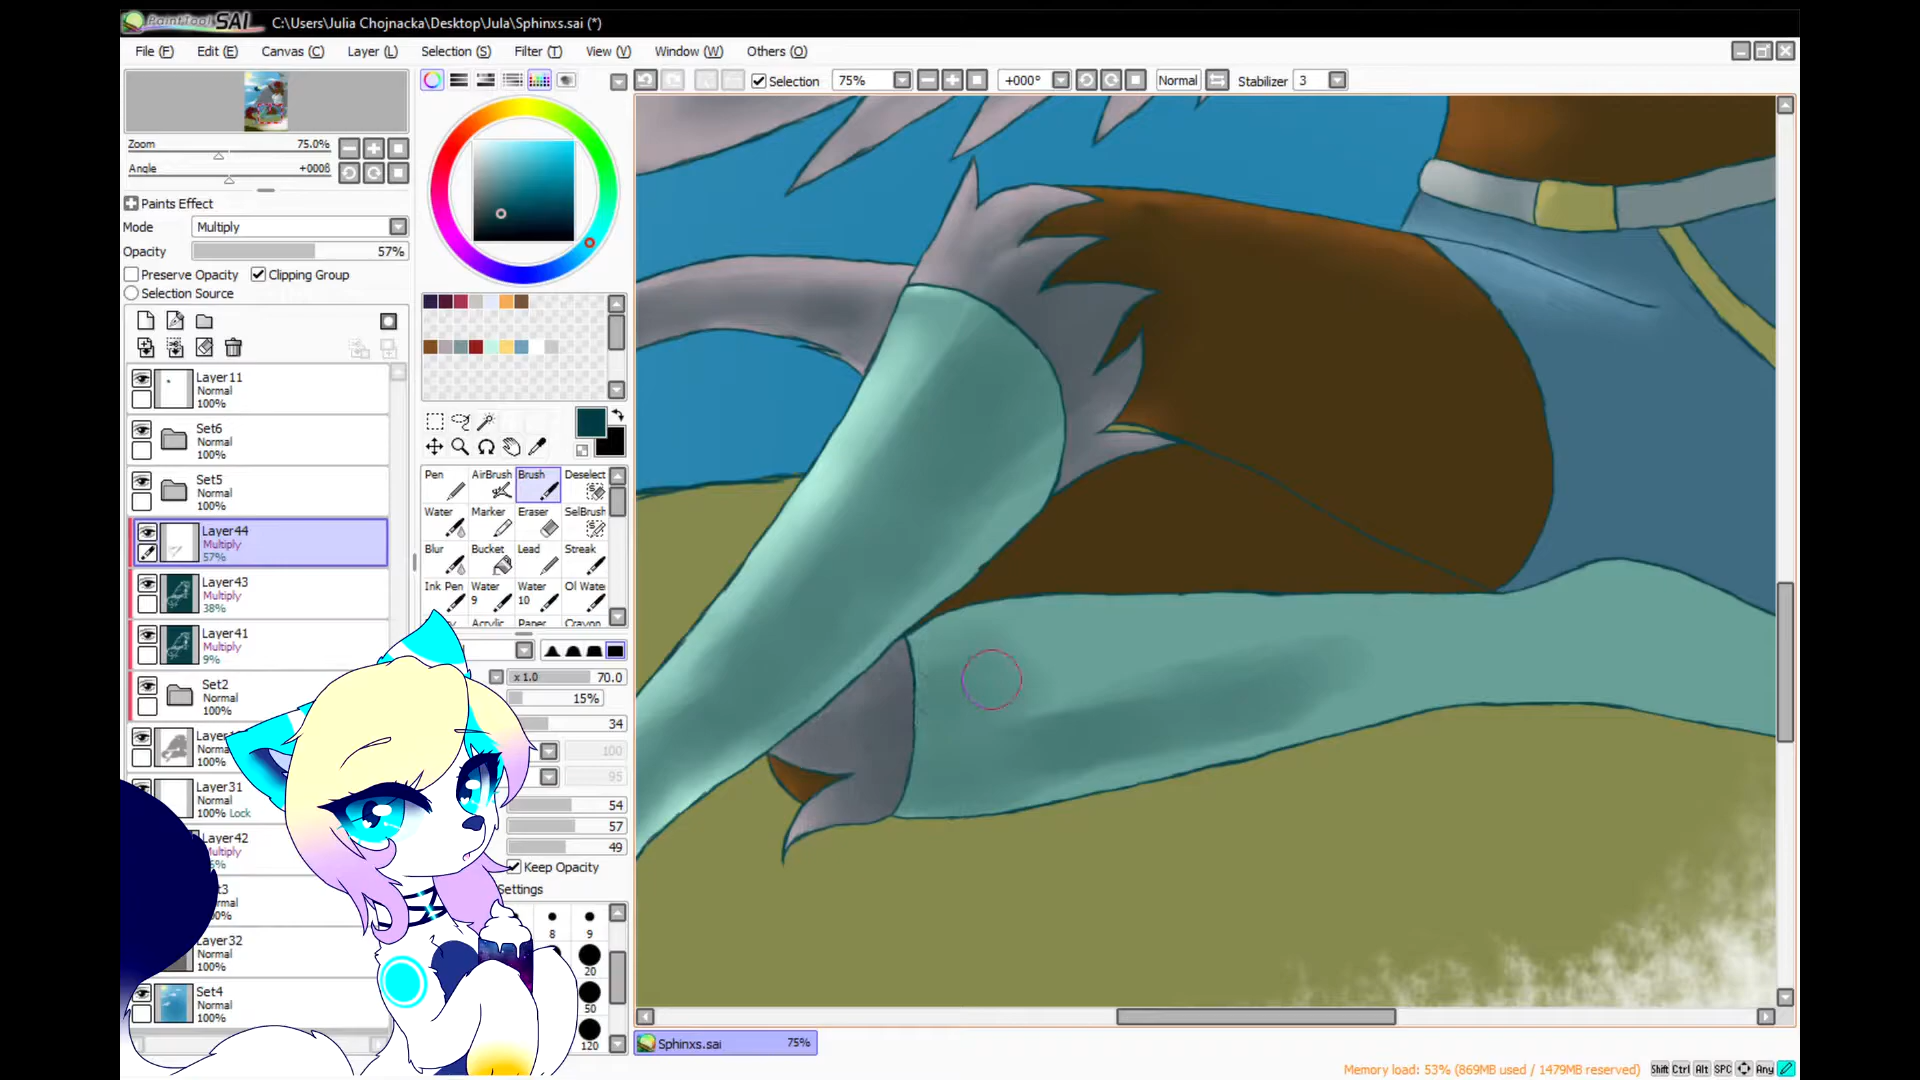 PaintTool SAI C:\Users\Julia Chojnacka\Desktop\Jula\Sphinxs.sai (*)
File (F) Edit (E) Canvas (C) Layer (L) Selection (S) Filter (T) View (V) Window (W) Others (O)
Selection 75% +000° Normal Stabilizer 3
Zoom 75.0%
Angle
Paints Effect
Mode Multiply
Opacity 57%
Preserve Opacity Clipping Group
Selection Source
Layer11
Normal
100%
Set6
Normal
100%
Set5
Normal
100%
Layer44
Multiply
57%
Layer43
Multiply
38%
Layer41
Multiply
9%
Set2
Normal
100%
Layer31
Normal
100% Lock
Layer42
Layer32
Normal
100%
Set4
Normal
100%
Pen AirBrush Brush Deselect
Water Marker Eraser SelBrush
Blur Bucket Lead Streak
Ink Pen Water 9 Water 10 Ol Wate
x 1.0 70.0
15%
34
100
95
54
57
49
Keep Opacity
Settings
8 9
20
50
120
Sphinxs.sai 75%
Memory load: 53% (869MB used / 1479MB reserved) Shift Ctrl Alt SPC Any